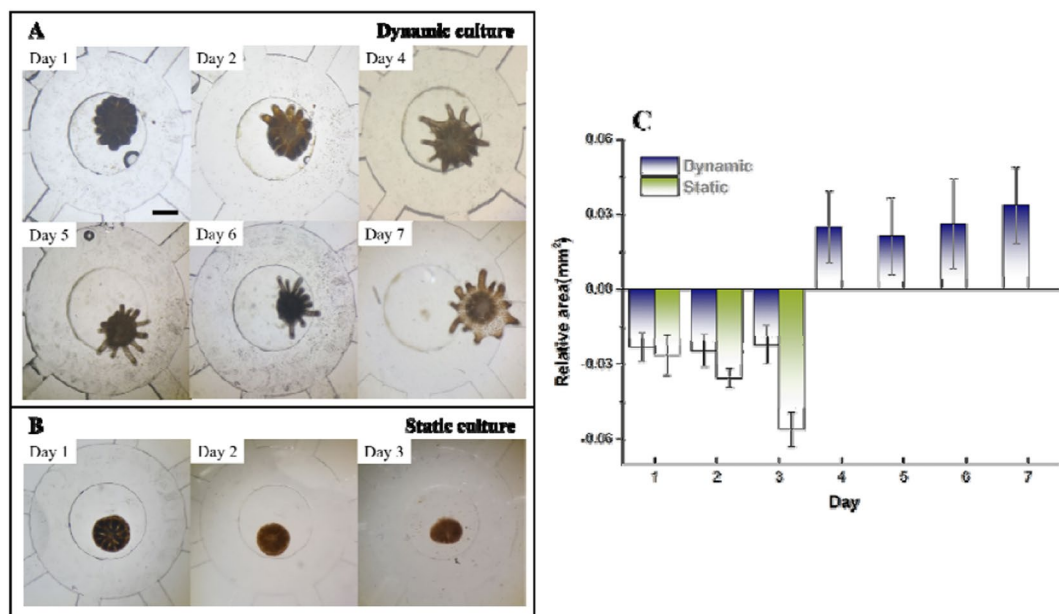 A Dynamic culture
Day 1
Day 2
Day 4
Day 5
Day 6
Day 7
B Static culture
Day 1
Day 2
Day 3
C
Dynamic
Static
Relative area(mm²)
0.06
0.03
0.00
-0.03
-0.06
1 2 3 4 5 6 7
Day